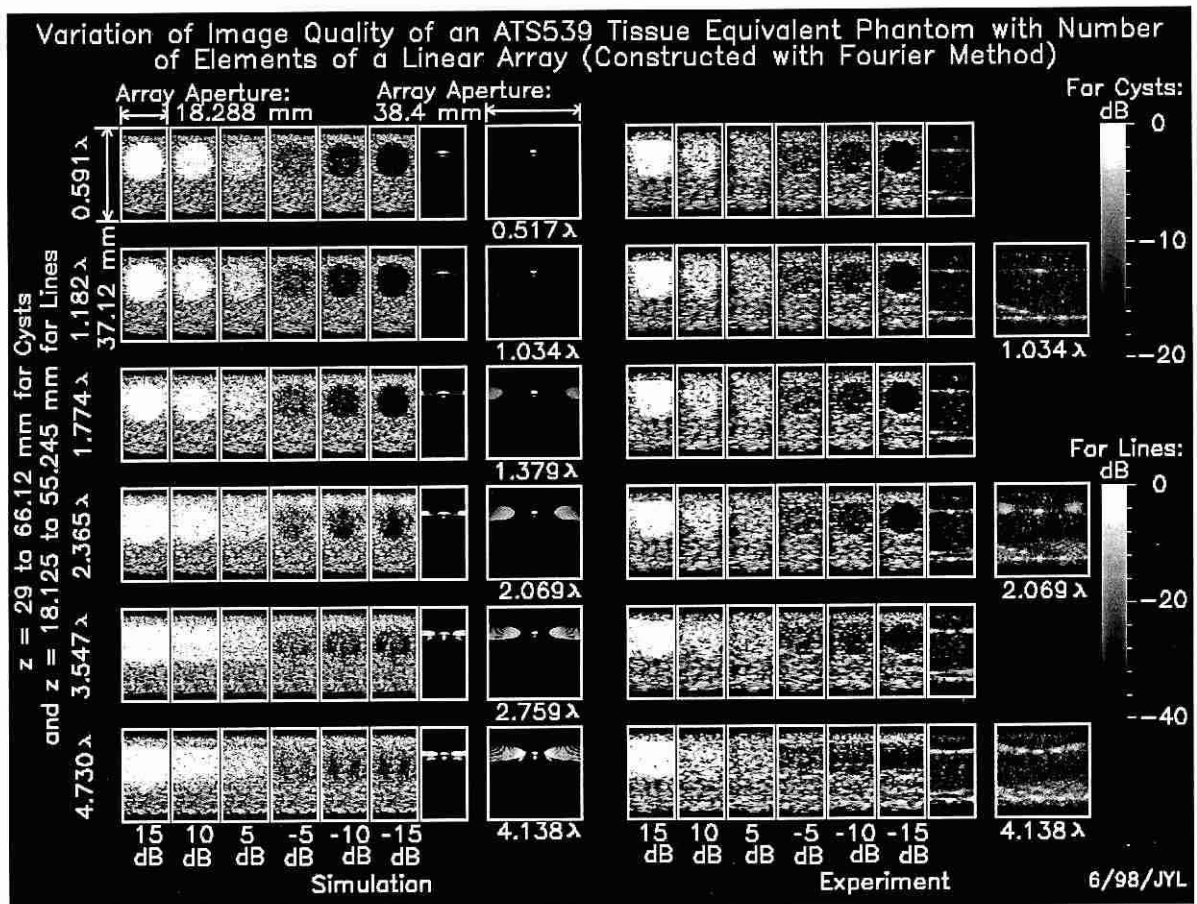 Variation of Image Quality of an ATS539 Tissue Equivalent Phantom with Number
of Elements of a Linear Array (Constructed with Fourier Method)
Array Aperture:
18.288 mm
Array Aperture:
38.4 mm
For Cysts:
dB
0
-10
-20
For Lines:
dB
0
-20
-40
z = 29 to 66.12 mm for Cysts
and z = 18.125 to 55.245 mm for Lines
37.12 mm
0.591λ
1.182λ
1.774λ
2.365λ
3.547λ
4.730λ
0.517λ
1.034λ
1.379λ
2.069λ
2.759λ
4.138λ
1.034λ
2.069λ
4.138λ
15 10 5 -5 -10 -15
dB dB dB dB dB dB
Simulation
15 10 5 -5 -10 -15
dB dB dB dB dB dB
Experiment
6/98/JYL